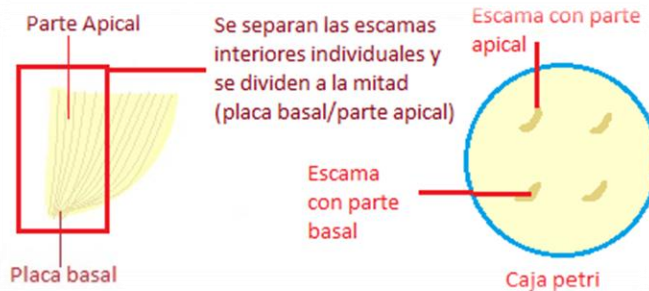 Parte Apical
Se separan las escamas
interiores individuales y
se dividen a la mitad
(placa basal/parte apical)
Placa basal
Escama con parte
apical
Escama
con parte
basal
Caja petri